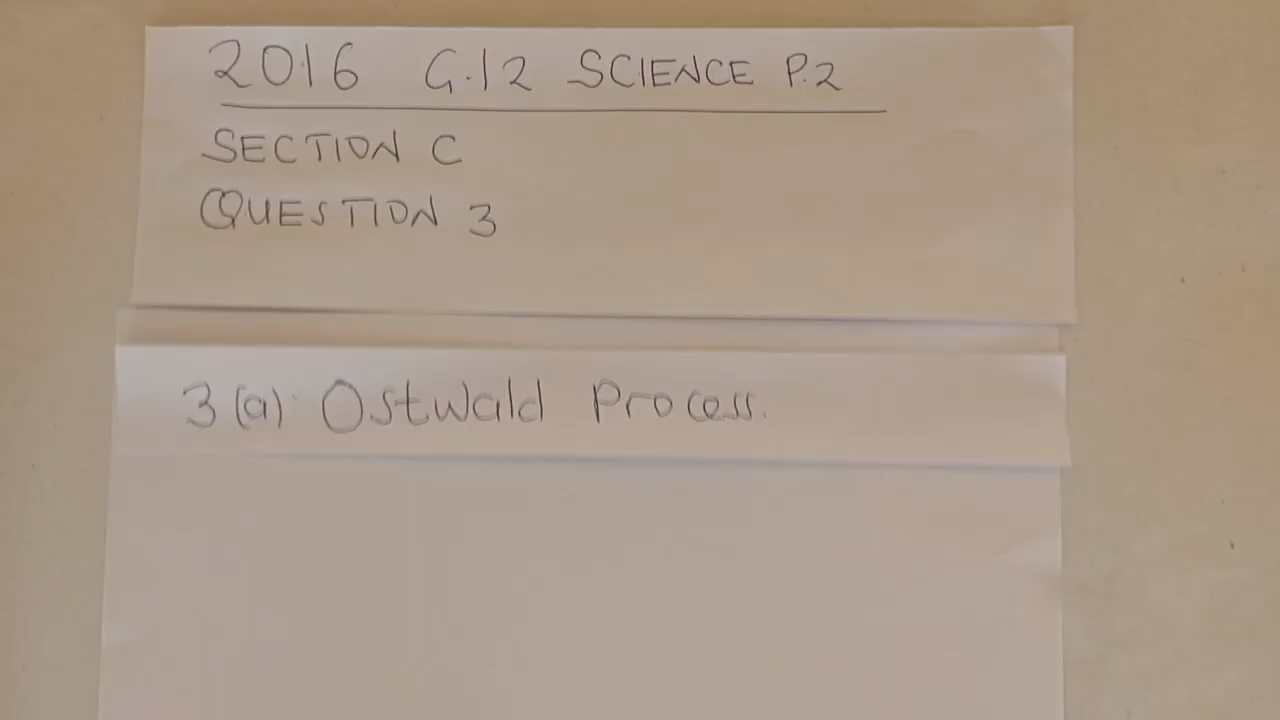 2016 G.12 SCIENCE P.2
SECTION C
QUESTION 3
3(a) Ostwald Process.